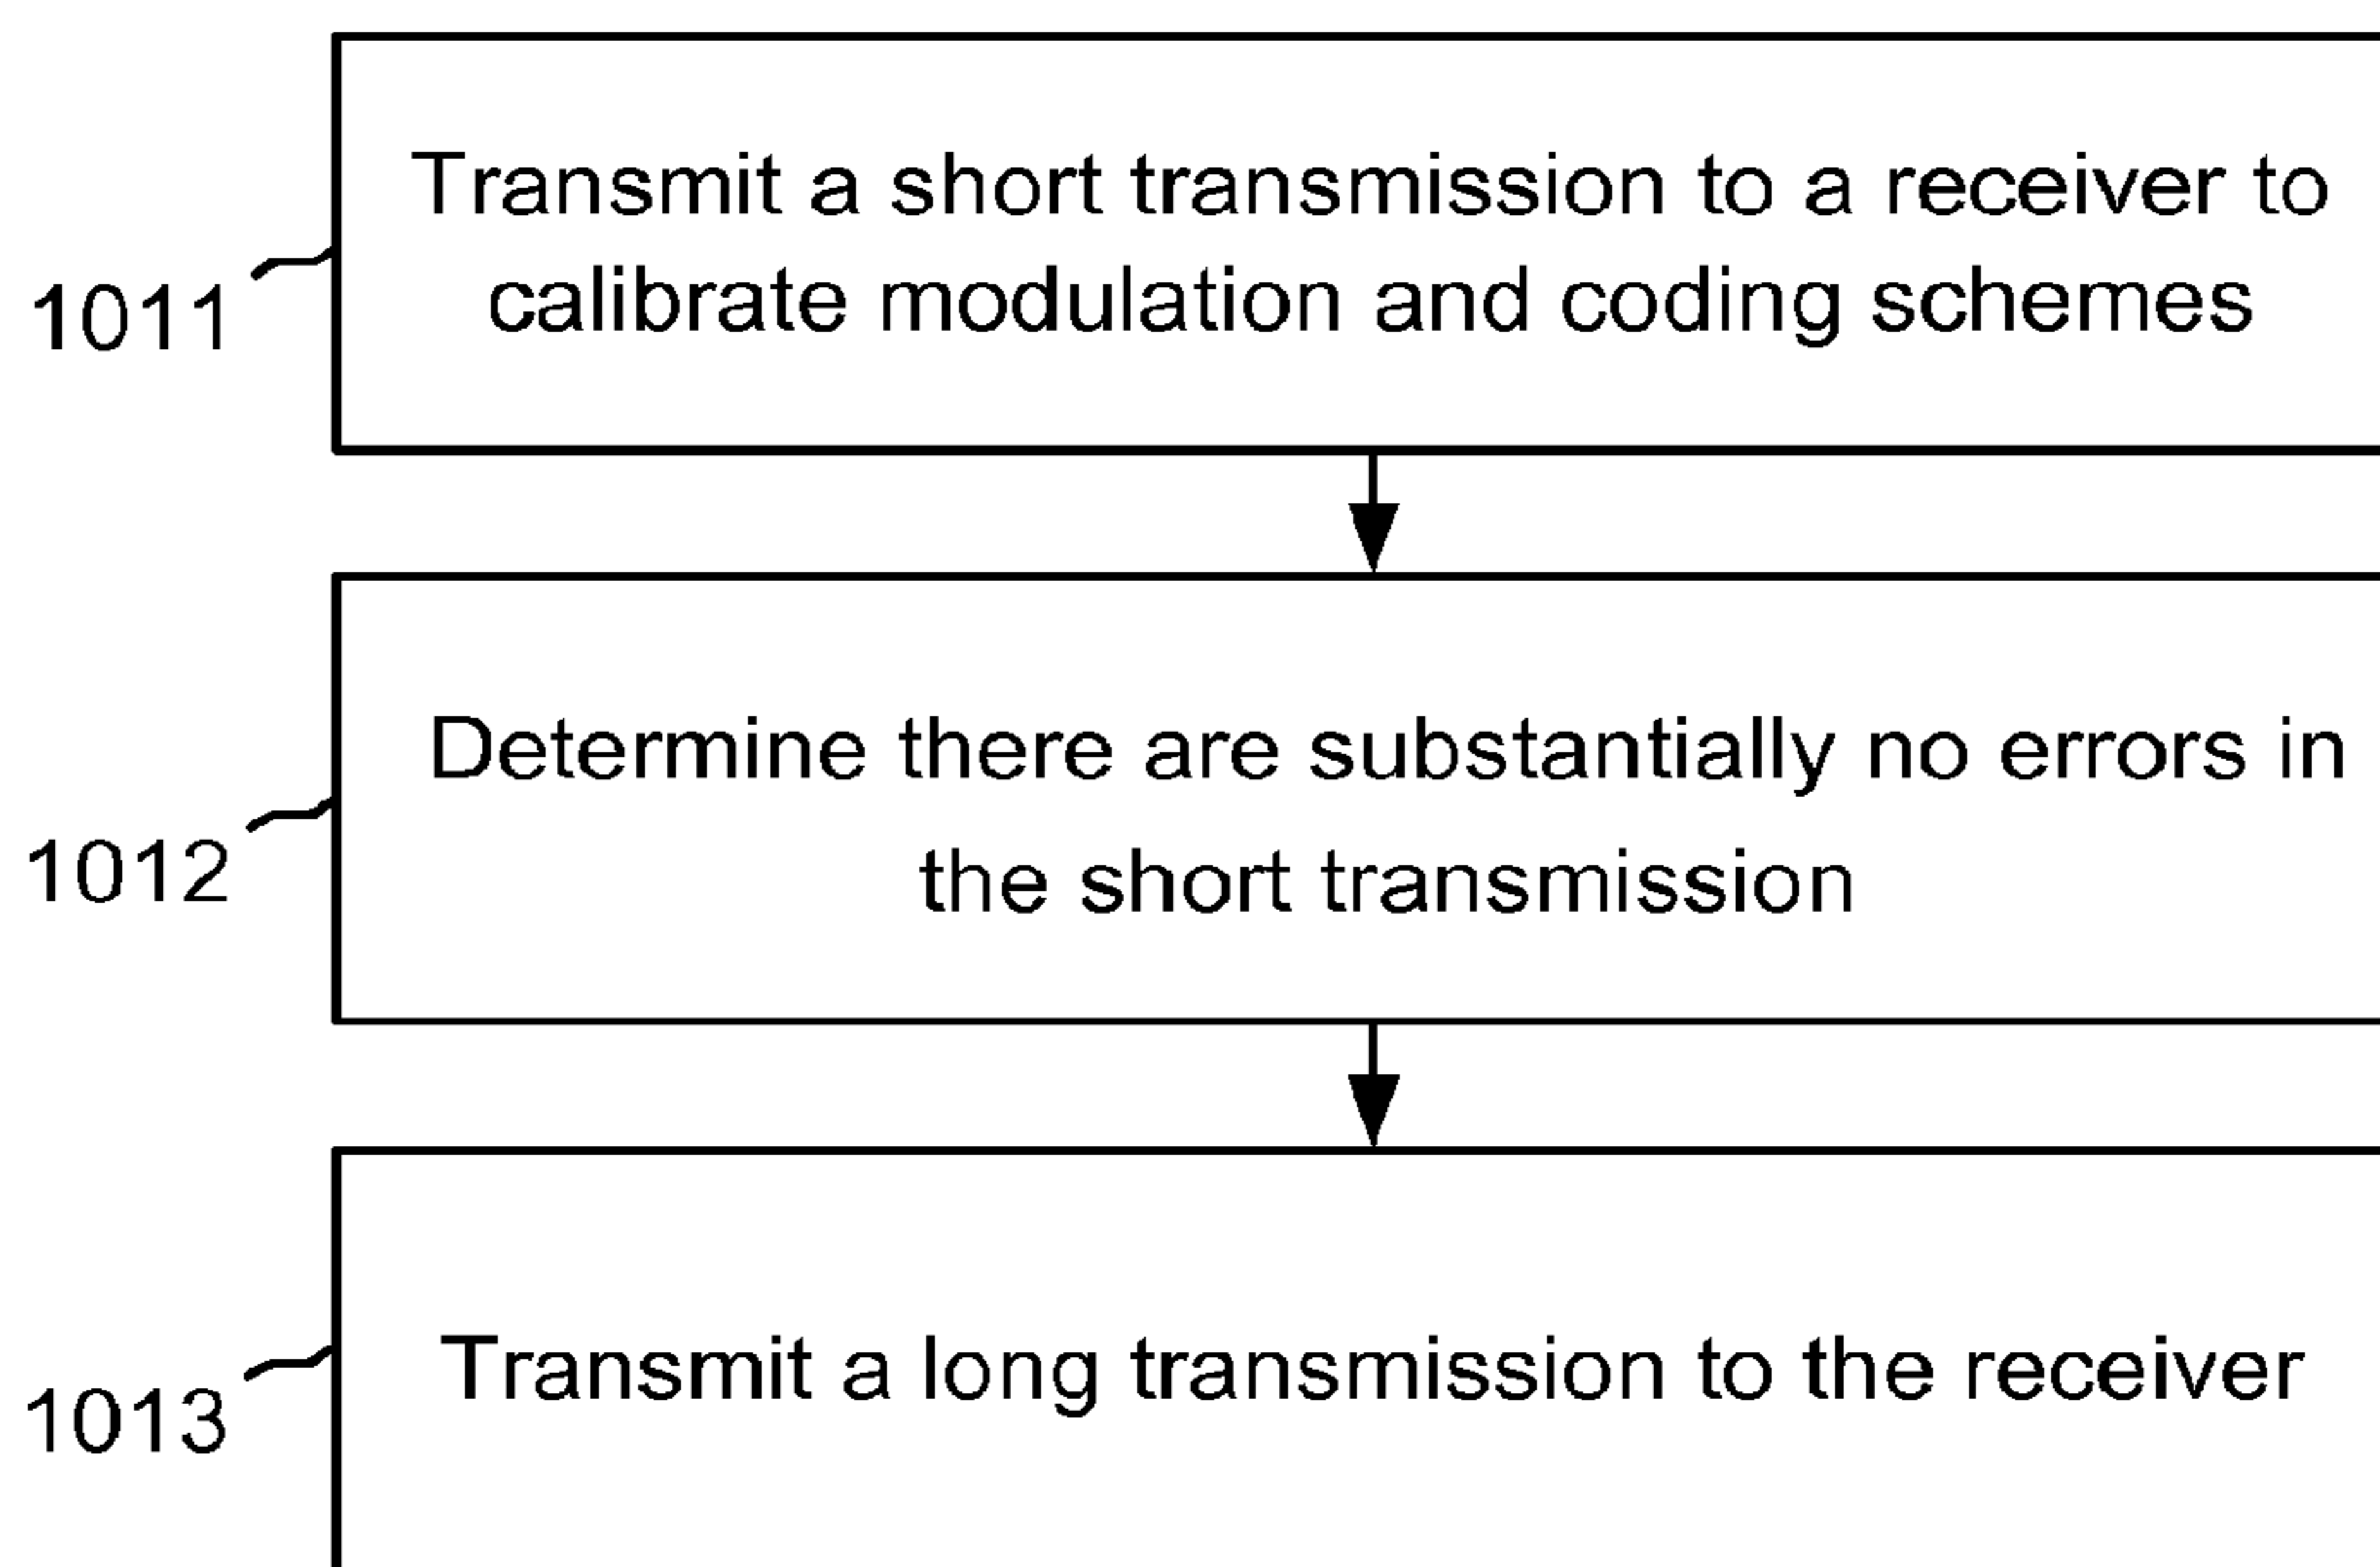 Transmit a short transmission to a receiver to
calibrate modulation and coding schemes
1011
Determine there are substantially no errors in
the short transmission
1012
Transmit a long transmission to the receiver
1013